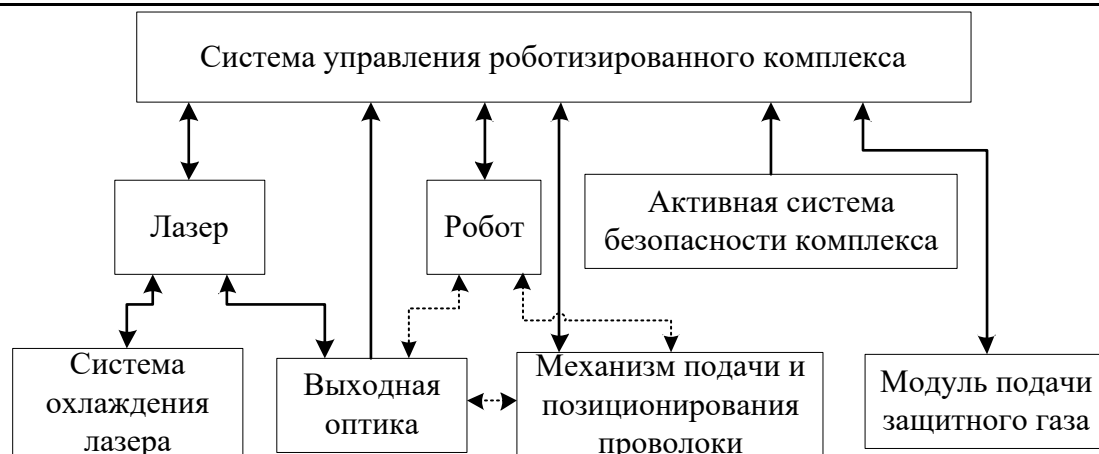 Система управления роботизированного комплекса
Лазер
Робот
Активная система
безопасности комплекса
Система
охлаждения
лазера
Выходная
оптика
Механизм подачи и
позиционирования
проволоки
Модуль подачи
защитного газа